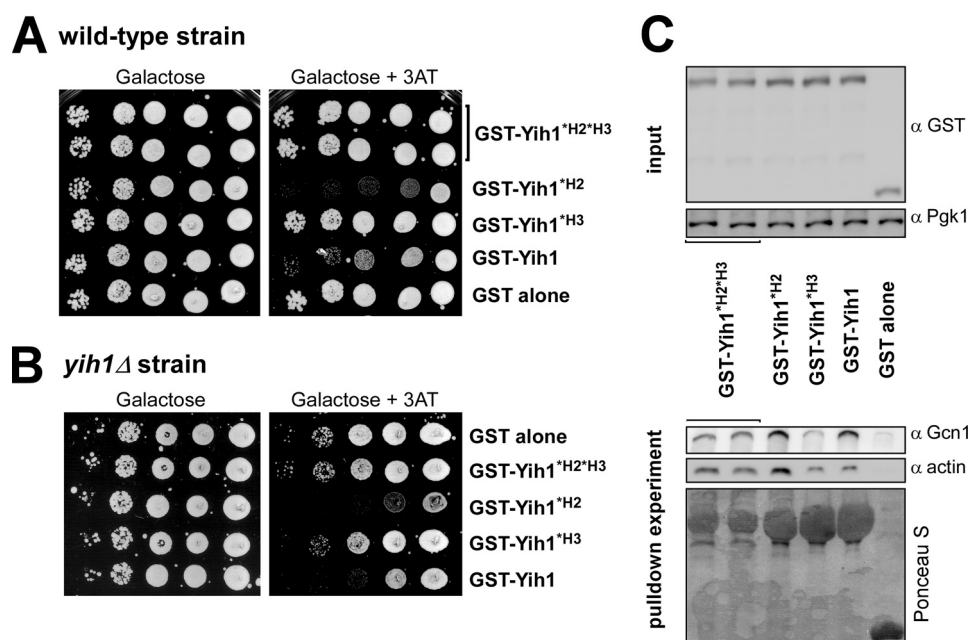 A wild-type strain
Galactose
Galactose + 3AT
GST-Yih1*H2*H3
GST-Yih1*H2
GST-Yih1*H3
GST-Yih1
GST alone
B yih1Δ strain
Galactose
Galactose + 3AT
GST alone
GST-Yih1*H2*H3
GST-Yih1*H2
GST-Yih1*H3
GST-Yih1
C
input
α GST
α Pgk1
GST-Yih1*H2*H3
GST-Yih1*H2
GST-Yih1*H3
GST-Yih1
GST alone
pulldown experiment
α Gcn1
α actin
Ponceau S